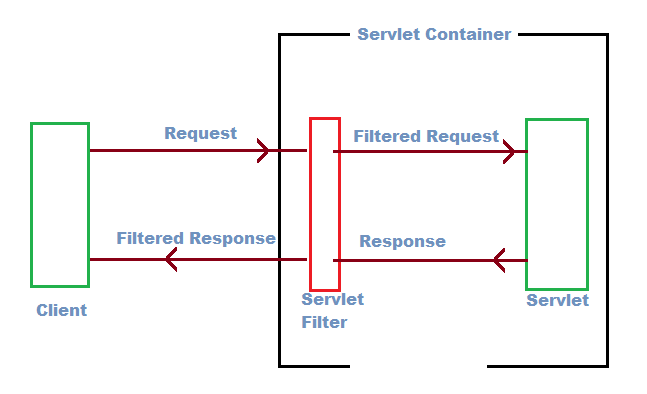 Servlet Container
Request
Filtered Request
Filtered Response
Response
Client
Servlet
Filter
Servlet